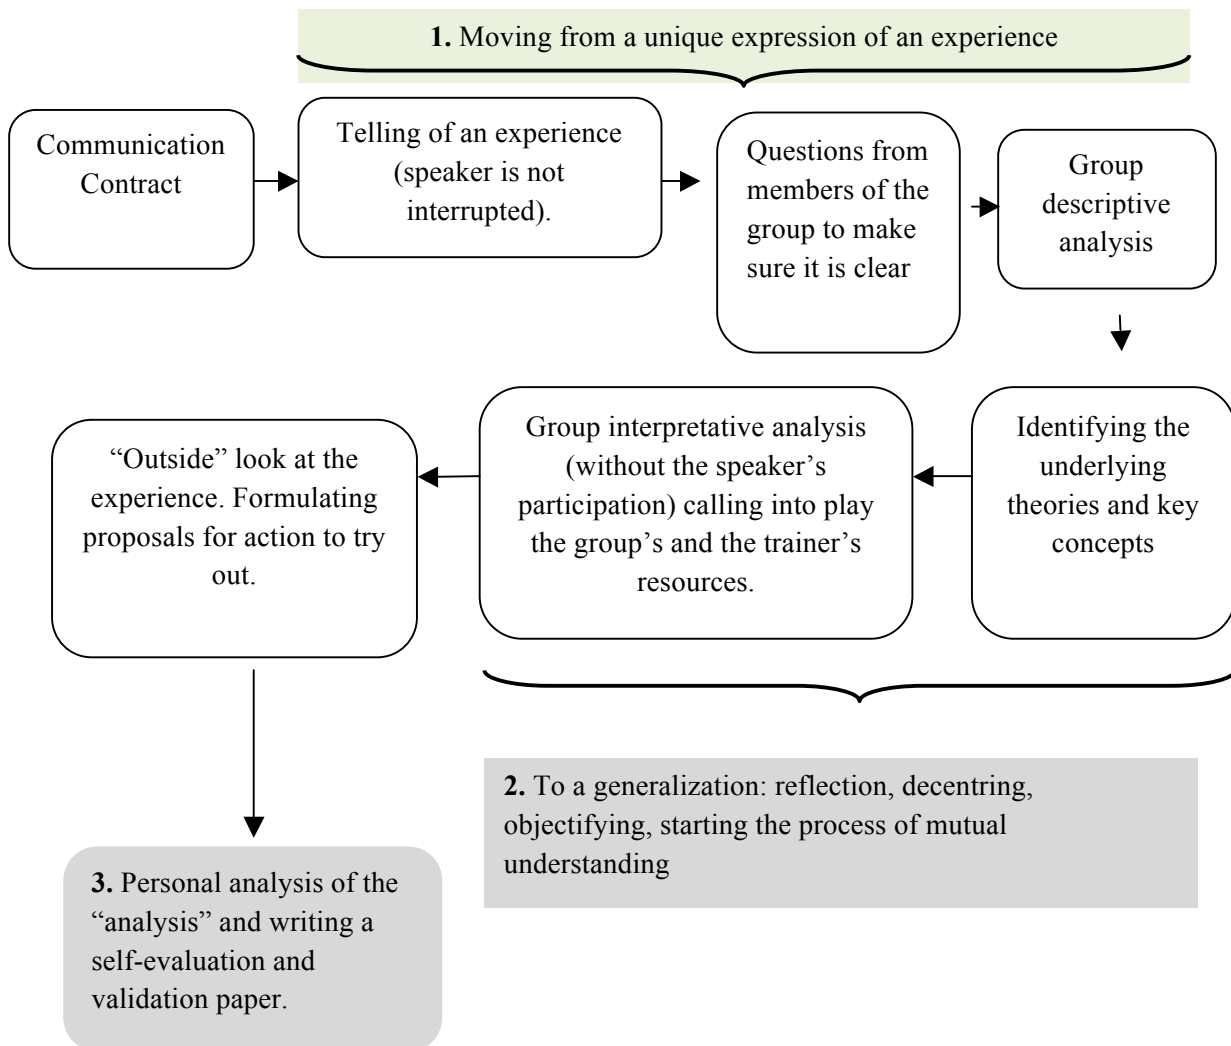 1. Moving from a unique expression of an experience
Communication
Contract
Telling of an experience
(speaker is not
interrupted).
Questions from
members of the
group to make
sure it is clear
Group
descriptive
analysis
Identifying the
underlying
theories and key
concepts
Group interpretative analysis
(without the speaker’s
participation) calling into play
the group’s and the trainer’s
resources.
“Outside” look at the
experience. Formulating
proposals for action to try
out.
2. To a generalization: reflection, decentring,
objectifying, starting the process of mutual
understanding
3. Personal analysis of the
“analysis” and writing a
self-evaluation and
validation paper.